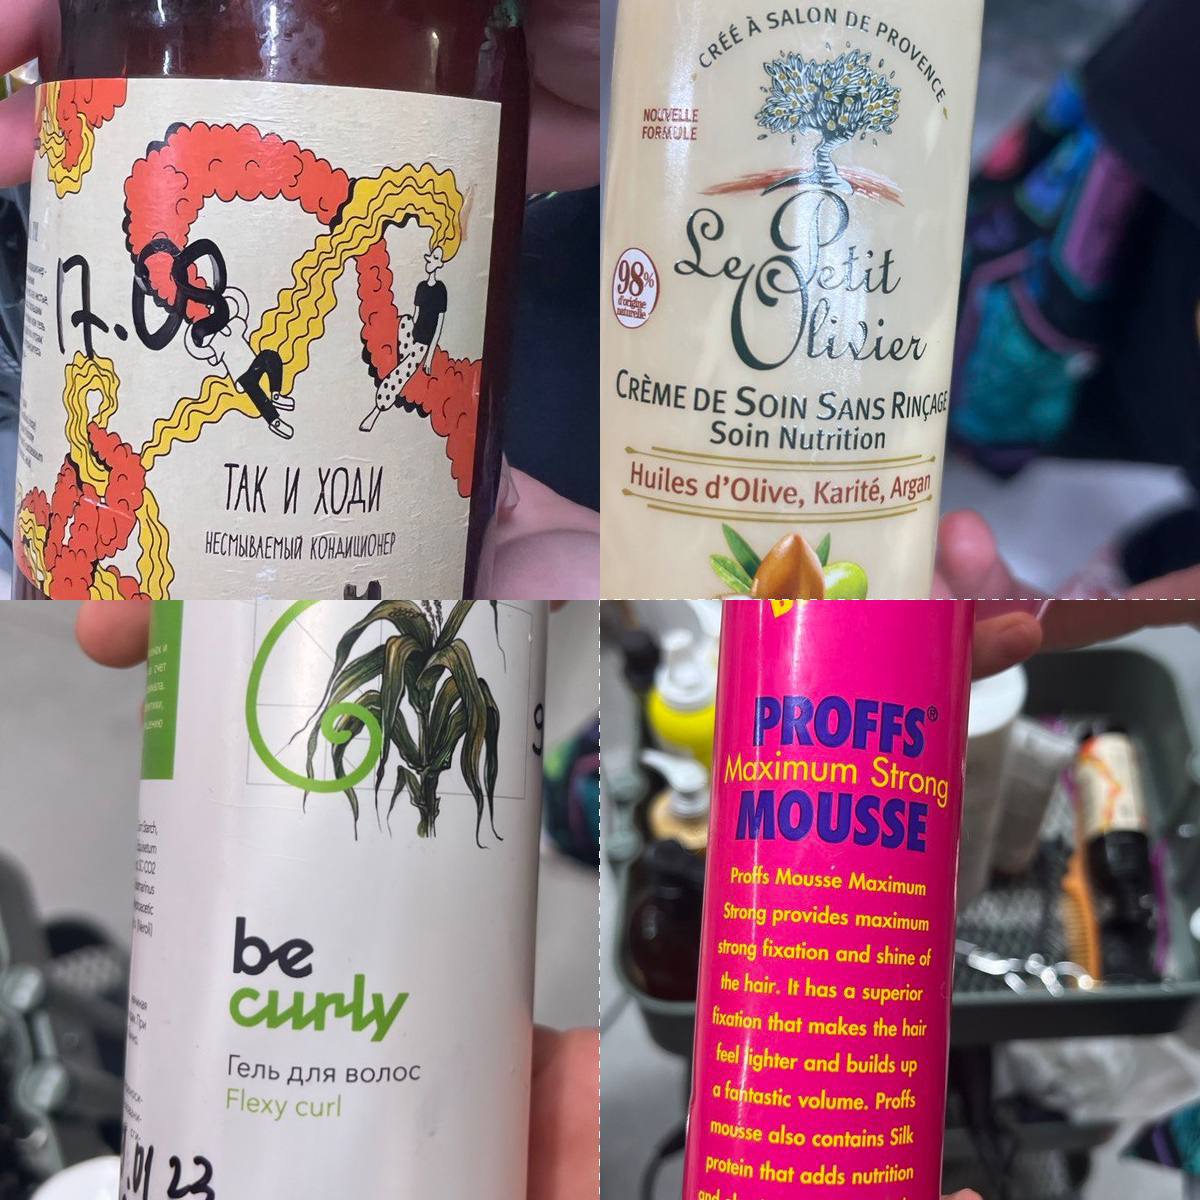 17.08
ТАК И ХОДИ
НЕСМЫВАЕМЫЙ КОНДИЦИОНЕР
CRÉÉ À SALON DE PROVENCE
NOUVELLE
FORMULE
98%
d'origine
naturelle
Le Petit
Olivier
CRÈME DE SOIN SANS RINÇAGE
Soin Nutrition
Huiles d'Olive, Karité, Argan
be
curly
Гель для волос
Flexy curl
.01 23
PROFFS®
Maximum Strong
MOUSSE
Proffs Mousse Maximum
Strong provides maximum
strong fixation and shine of
the hair. It has a superior
fixation that makes the hair
feel lighter and builds up
a fantastic volume. Proffs
mousse also contains Silk
protein that adds nutrition